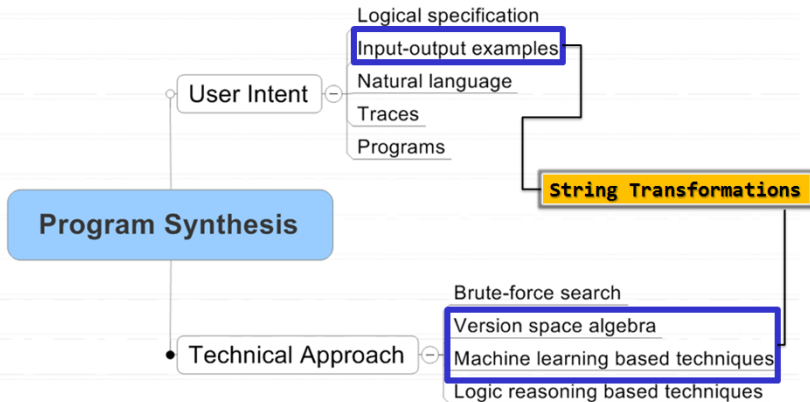 Logical specification
Input-output examples
User Intent
Natural language
Traces
Programs
String Transformations
Program Synthesis
Brute-force search
Version space algebra
Technical Approach
Machine learning based techniques
Logic reasoning based techniques